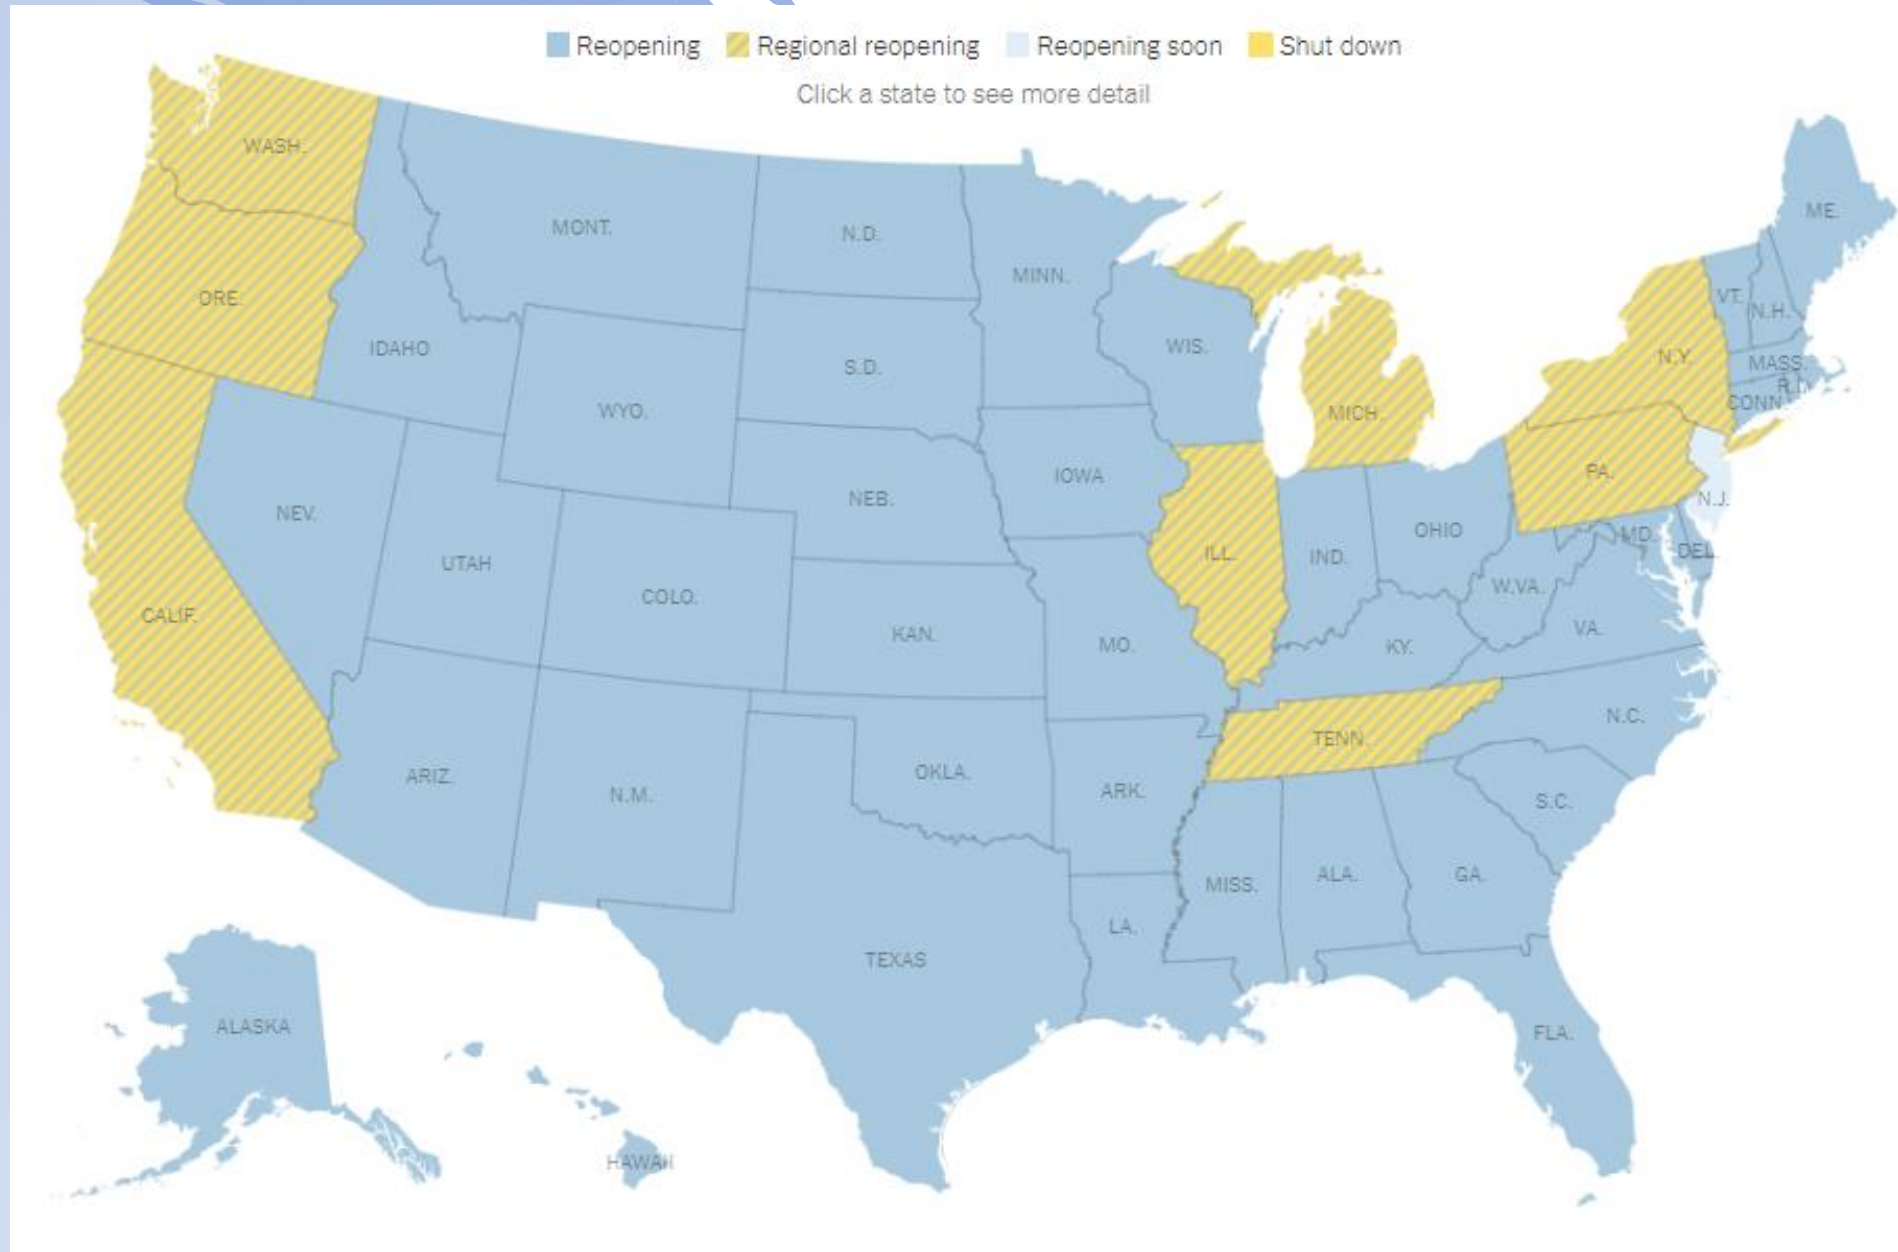 Reopening Regional reopening Reopening soon Shut down
Click a state to see more detail
WASH.
ME.
MONT.
N.D.
MINN.
ORE.
VT.
N.H.
IDAHO
WIS.
N.Y.
MASS.
S.D.
R.I.
WYO.
MICH.
CONN.
IOWA
PA.
NEB.
N.J.
NEV.
OHIO
MD.
ILL.
IND.
DEL.
UTAH
COLO.
W.VA.
CALIF.
KAN.
MO.
KY.
VA.
N.C.
TENN.
ARIZ.
N.M.
OKLA.
ARK.
S.C.
MISS.
ALA.
GA.
LA.
TEXAS
ALASKA
FLA.
HAWAII